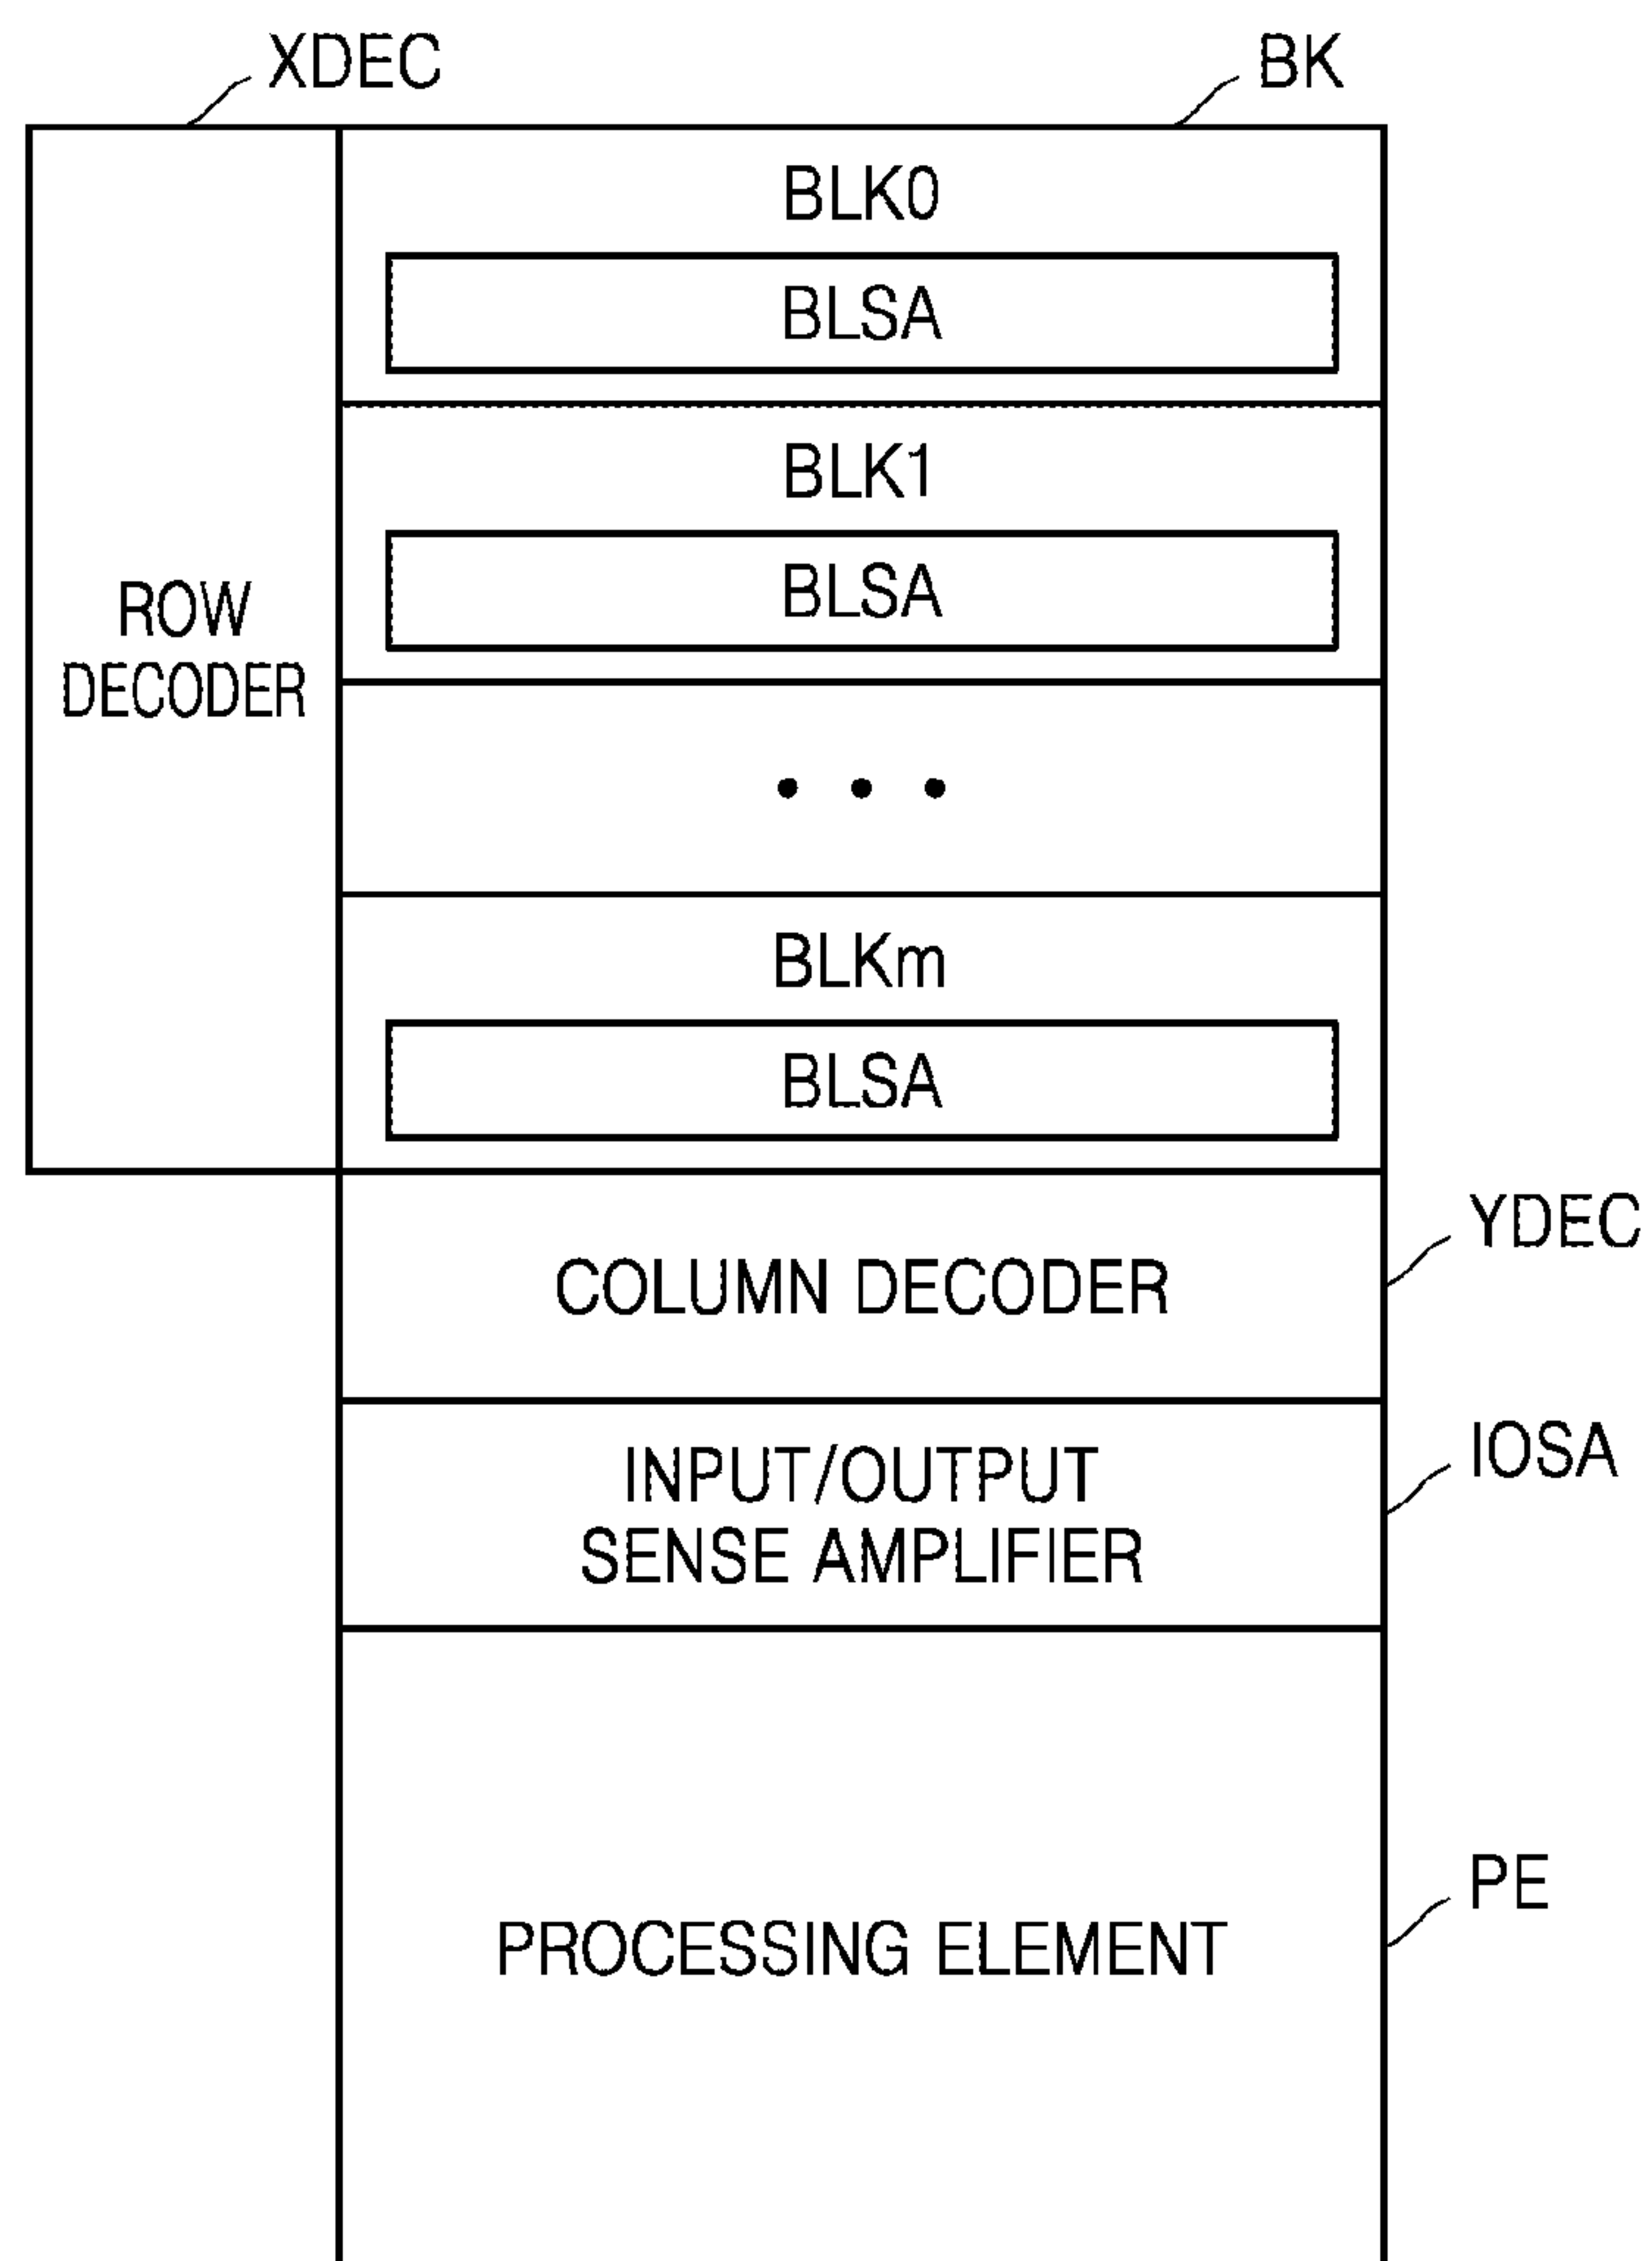 XDEC
BK
BLK0
BLSA
BLK1
BLSA
ROW
DECODER
• • •
BLKm
BLSA
YDEC
COLUMN DECODER
IOSA
INPUT/OUTPUT
SENSE AMPLIFIER
PE
PROCESSING ELEMENT